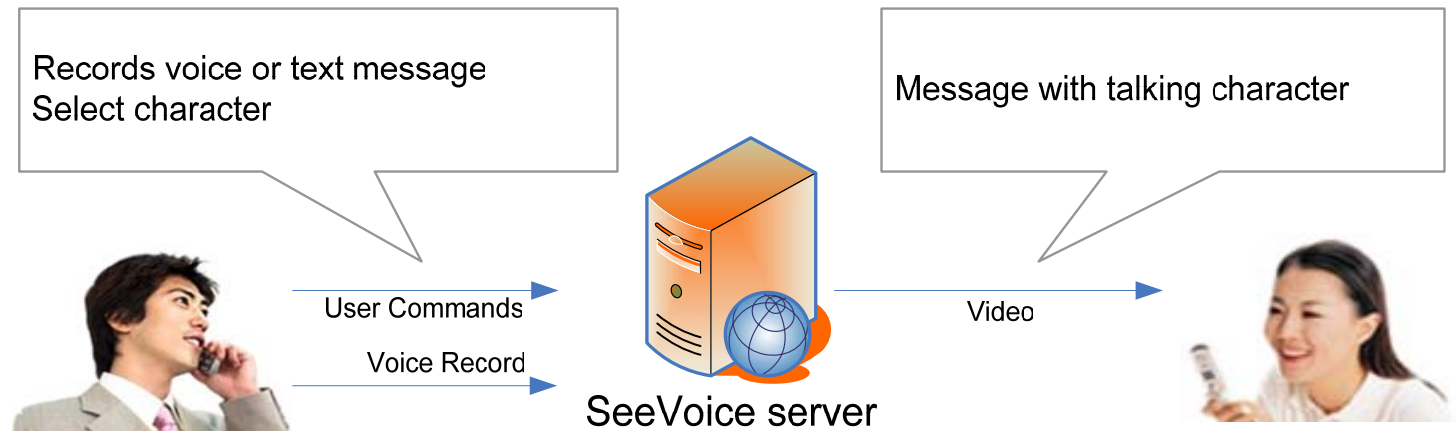 Records voice or text message
Select character
Message with talking character
User Commands
Voice Record
Video
SeeVoice server